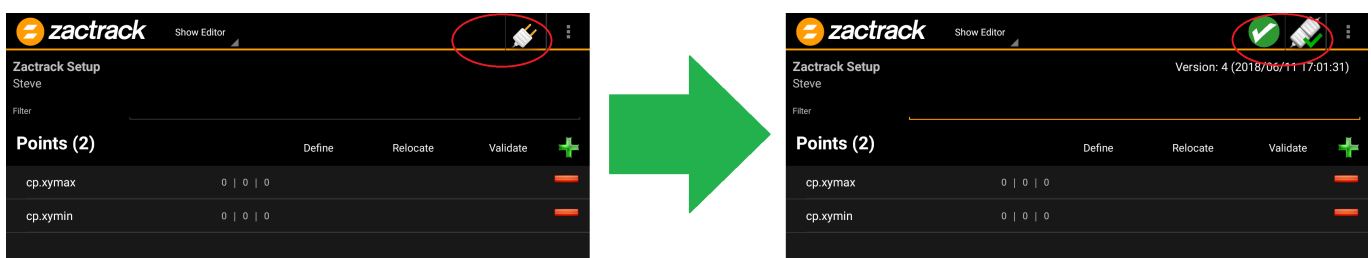 zactrack Show Editor
Zactrack Setup
Steve
Filter
Points (2) Define Relocate Validate
cp.xymax 0 | 0 | 0
cp.xymin 0 | 0 | 0
zactrack Show Editor
Zactrack Setup Version: 4 (2018/06/11 17:01:31)
Steve
Filter
Points (2) Define Relocate Validate
cp.xymax 0 | 0 | 0
cp.xymin 0 | 0 | 0